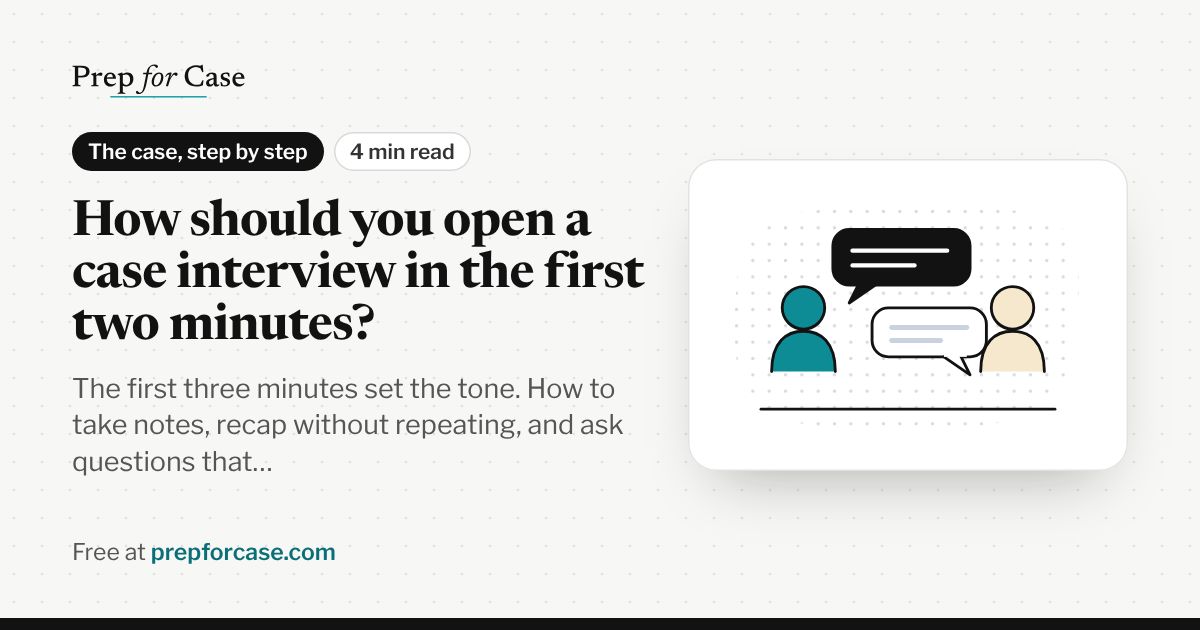 Prep for Case
The case, step by step
4 min read
How should you open a
case interview in the first
two minutes?
The first three minutes set the tone. How to
take notes, recap without repeating, and ask
questions that...
Free at prepforcase.com